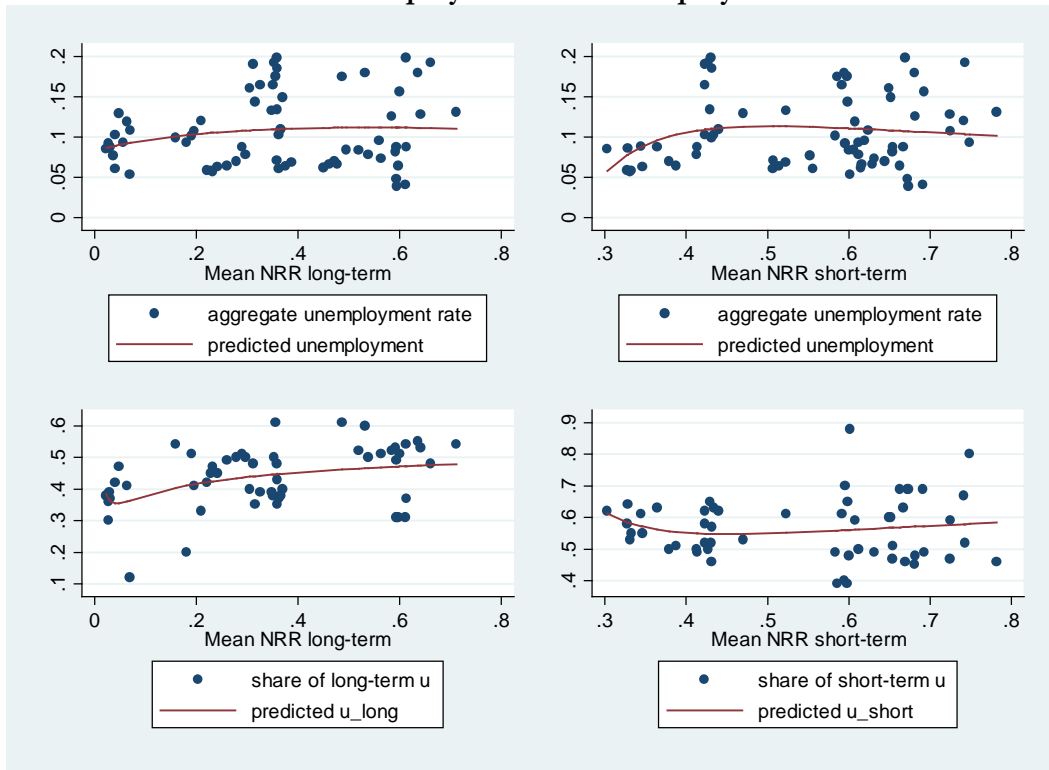 0 .05 .1 .15 .2
0 .2 .4 .6 .8
Mean NRR long-term
aggregate unemployment rate
predicted unemployment
0 .05 .1 .15 .2
.3 .4 .5 .6 .7 .8
Mean NRR short-term
aggregate unemployment rate
predicted unemployment
.1 .2 .3 .4 .5 .6
0 .2 .4 .6 .8
Mean NRR long-term
share of long-term u
predicted u_long
.4 .5 .6 .7 .8 .9
.3 .4 .5 .6 .7 .8
Mean NRR short-term
share of short-term u
predicted u_short